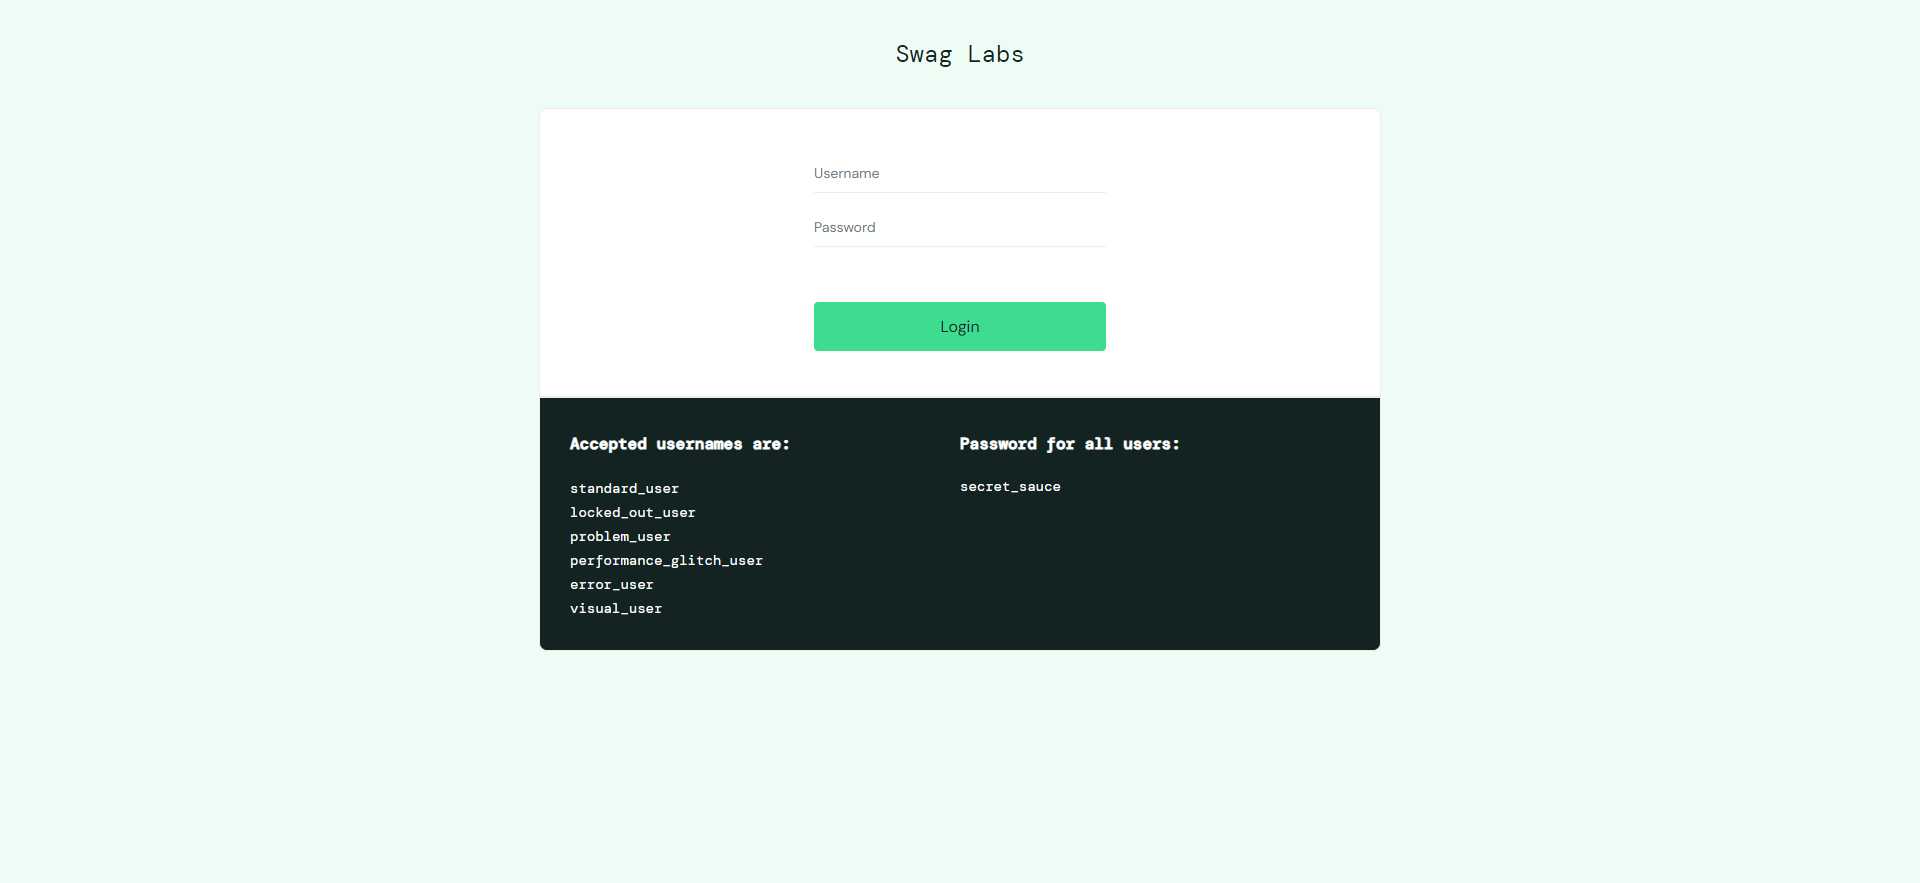 Swag Labs
Username
Password
Login
Accepted usernames are:
standard_user
locked_out_user
problem_user
performance_glitch_user
error_user
visual_user
Password for all users:
secret_sauce